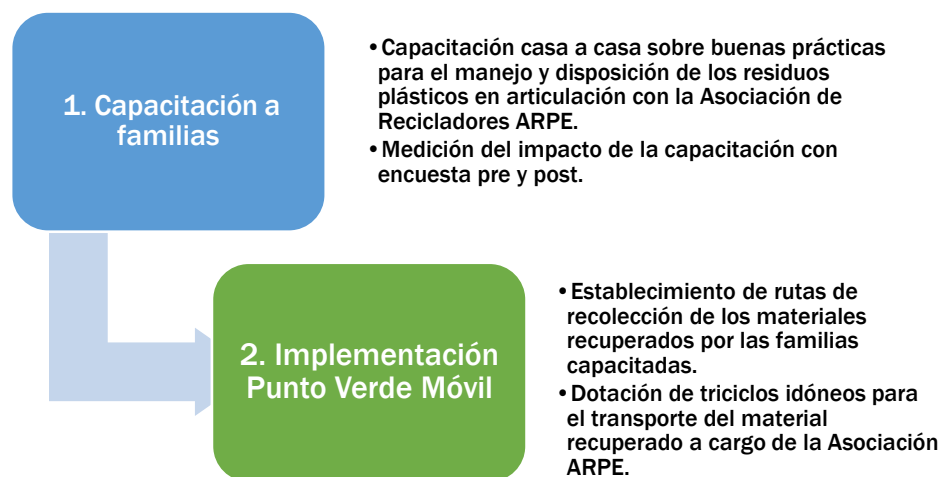 1. Capacitación a
familias
•Capacitación casa a casa sobre buenas prácticas
para el manejo y disposición de los residuos
plásticos en articulación con la Asociación de
Recicladores ARPE.
•Medición del impacto de la capacitación con
encuesta pre y post.
2. Implementación
Punto Verde Móvil
•Establecimiento de rutas de
recolección de los materiales
recuperados por las familias
capacitadas.
•Dotación de triciclos idóneos para
el transporte del material
recuperado a cargo de la Asociación
ARPE.